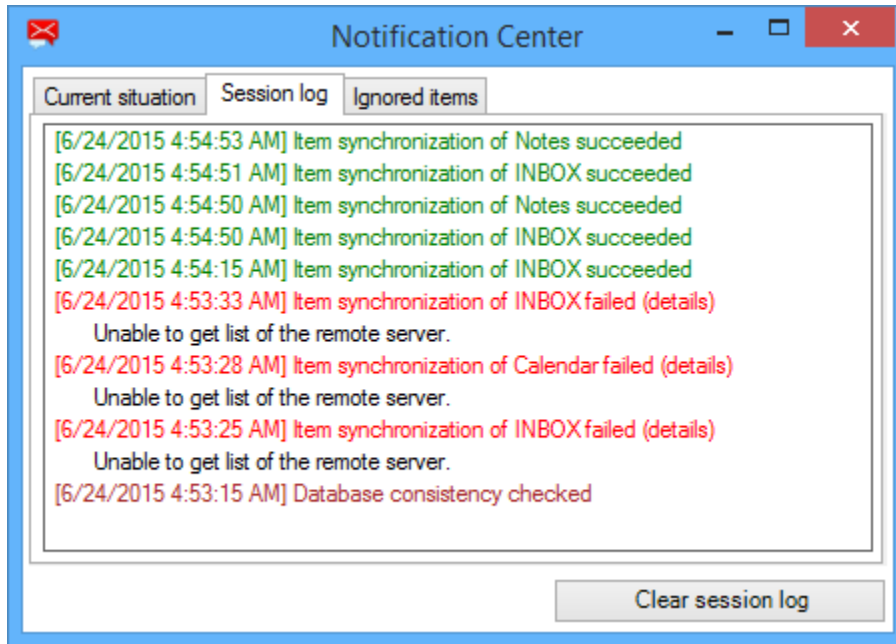 Notification Center
Current situation Session log Ignored items
[6/24/2015 4:54:53 AM] Item synchronization of Notes succeeded
[6/24/2015 4:54:51 AM] Item synchronization of INBOX succeeded
[6/24/2015 4:54:50 AM] Item synchronization of Notes succeeded
[6/24/2015 4:54:50 AM] Item synchronization of INBOX succeeded
[6/24/2015 4:54:15 AM] Item synchronization of INBOX succeeded
[6/24/2015 4:53:33 AM] Item synchronization of INBOX failed (details)
Unable to get list of the remote server.
[6/24/2015 4:53:28 AM] Item synchronization of Calendar failed (details)
Unable to get list of the remote server.
[6/24/2015 4:53:25 AM] Item synchronization of INBOX failed (details)
Unable to get list of the remote server.
[6/24/2015 4:53:15 AM] Database consistency checked
Clear session log